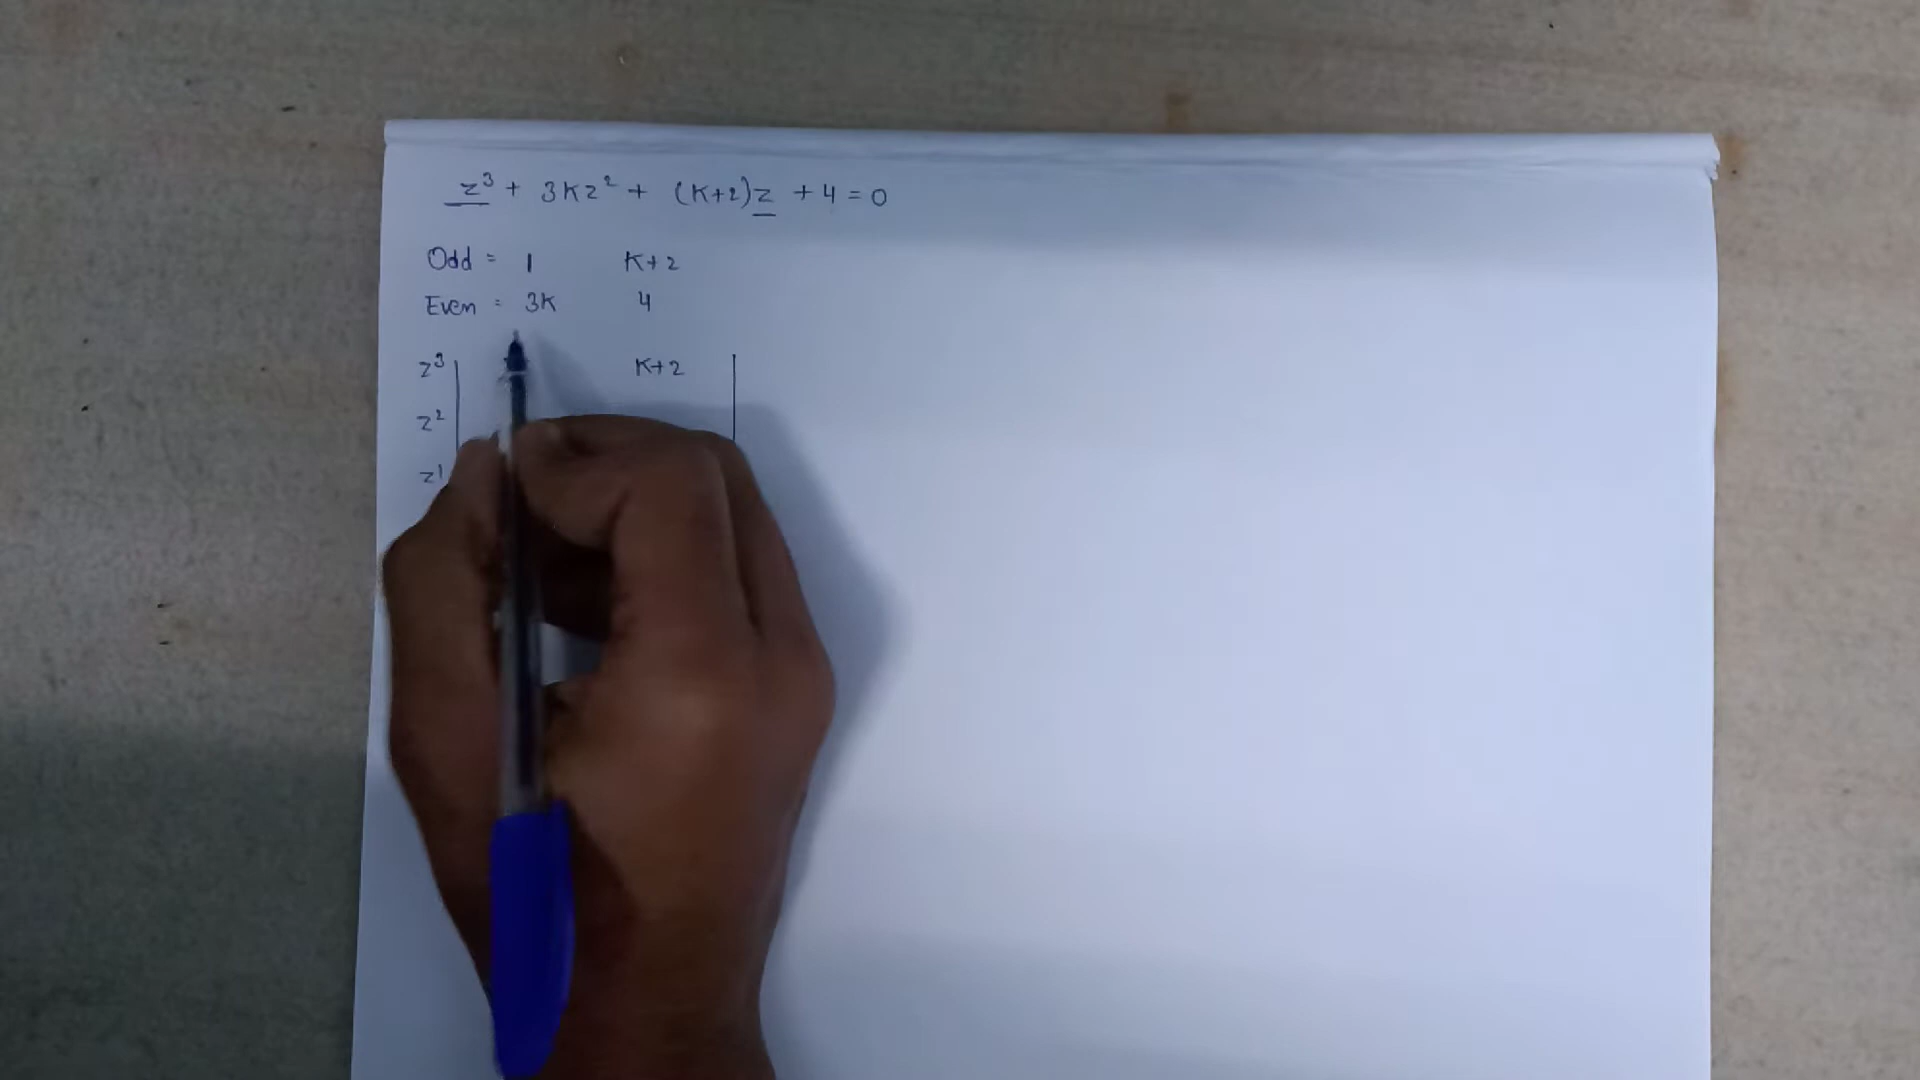 z³ + 3Kz² + (K+2)z + 4 = 0
Odd = 1 K+2
Even = 3K 4
z³ K+2
z²
z¹